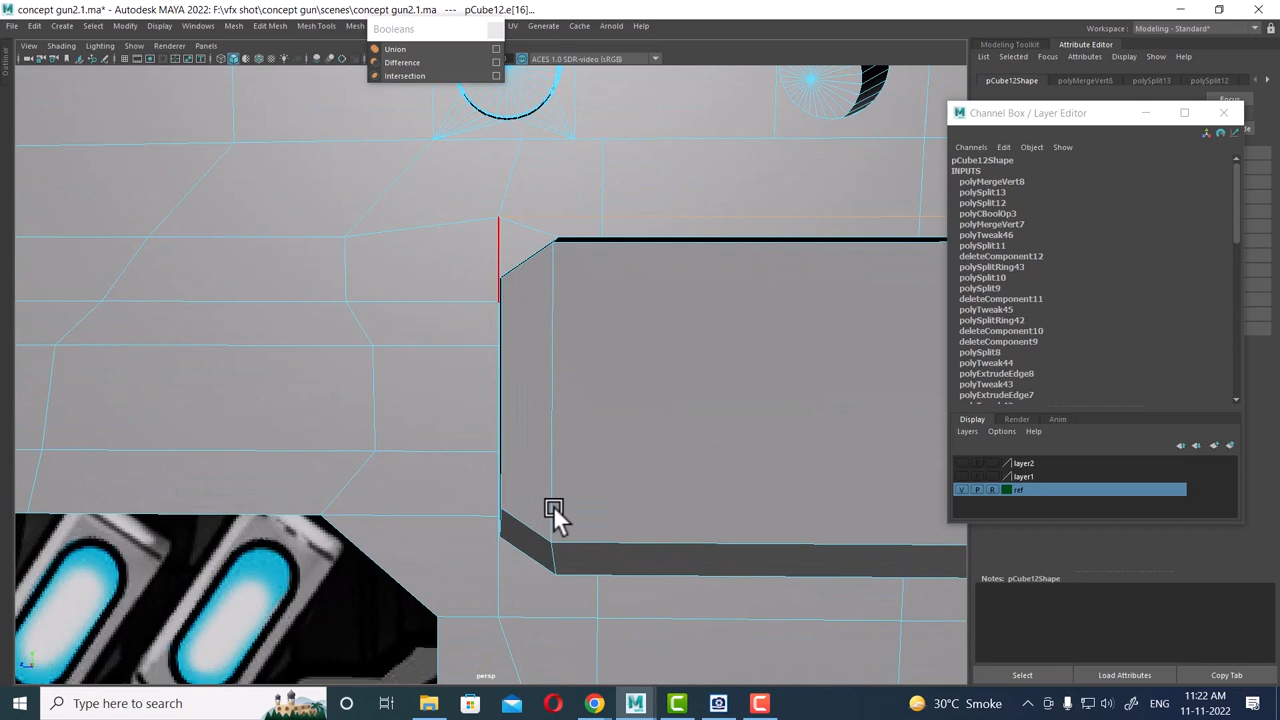 concept gun2.1.ma* - Autodesk MAYA 2022: F:\vfx shot\concept gun\scenes\concept gun2.1.ma --- pCube12.e[16]...
File Edit Create Select Modify Display Windows Mesh Edit Mesh Mesh Tools UV Generate Cache Arnold Help
Workspace : Modeling - Standard*
Booleans
Union
Difference
Intersection
View Shading Lighting Show Renderer Panels
ACES 1.0 SDR-video (sRGB)
Outliner
Modeling Toolkit Attribute Editor
List Selected Focus Attributes Display Show Help
pCube12Shape polyMergeVert8 polySplit13 polySplit12
Focus
Channel Box / Layer Editor
Channels Edit Object Show
pCube12Shape
INPUTS
polyMergeVert8
polySplit13
polySplit12
polyCBoolOp3
polyMergeVert7
polyTweak46
polySplit11
deleteComponent12
polySplitRing43
polySplit10
polySplit9
deleteComponent11
polyTweak45
polySplitRing42
deleteComponent10
deleteComponent9
polySplit8
polyTweak44
polyExtrudeEdge8
polyTweak43
polyExtrudeEdge7
Display Render Anim
Layers Options Help
layer2
layer1
V P R ref
Notes: pCube12Shape
persp
Select Load Attributes Copy Tab
Type here to search
30°C Smoke
ENG
11:22 AM
11-11-2022